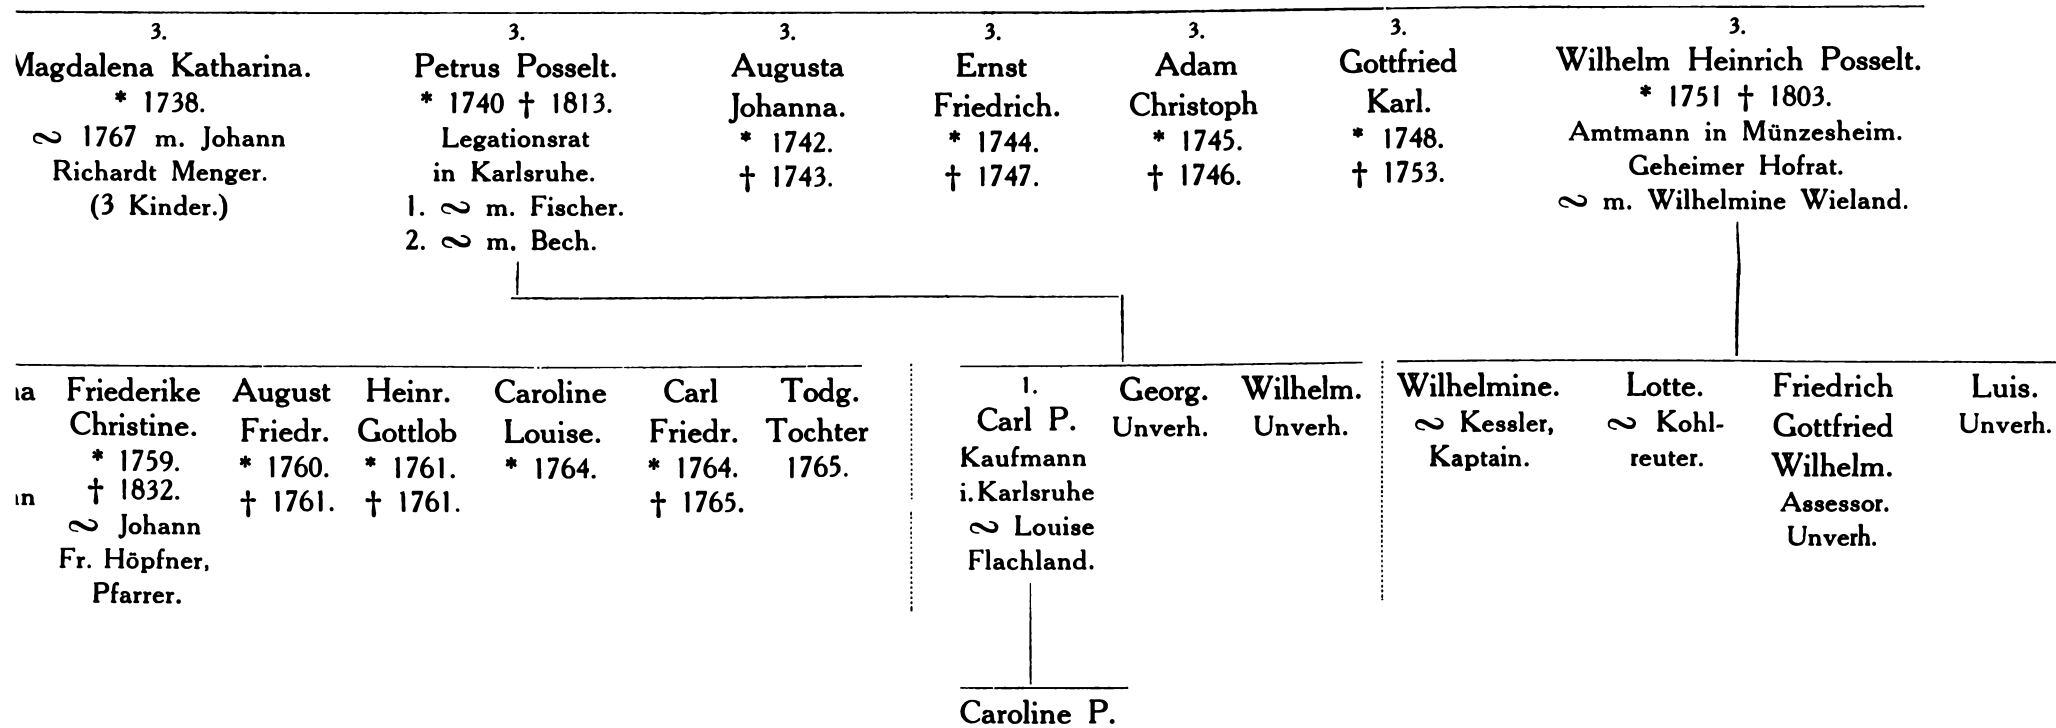 3.
Magdalena Katharina.
* 1738.
∾ 1767 m. Johann
Richardt Menger.
(3 Kinder.)
3.
Petrus Posselt.
* 1740 † 1813.
Legationsrat
in Karlsruhe.
1. ∾ m. Fischer.
2. ∾ m. Bech.
3.
Augusta
Johanna.
* 1742.
† 1743.
3.
Ernst
Friedrich.
* 1744.
† 1747.
3.
Adam
Christoph
* 1745.
† 1746.
3.
Gottfried
Karl.
* 1748.
† 1753.
3.
Wilhelm Heinrich Posselt.
* 1751 † 1803.
Amtmann in Münzesheim.
Geheimer Hofrat.
∾ m. Wilhelmine Wieland.
Friederike
Christine.
* 1759.
† 1832.
∾ Johann
Fr. Höpfner,
Pfarrer.
August
Friedr.
* 1760.
† 1761.
Heinr.
Gottlob
* 1761.
† 1761.
Caroline
Louise.
* 1764.
Carl
Friedr.
* 1764.
† 1765.
Todg.
Tochter
1765.
1.
Carl P.
Kaufmann
i. Karlsruhe
∾ Louise
Flachland.
Georg.
Unverh.
Wilhelm.
Unverh.
Wilhelmine.
∾ Kessler,
Kaptain.
Lotte.
∾ Kohl-
reuter.
Friedrich
Gottfried
Wilhelm.
Assessor.
Unverh.
Luis.
Unverh.
Caroline P.